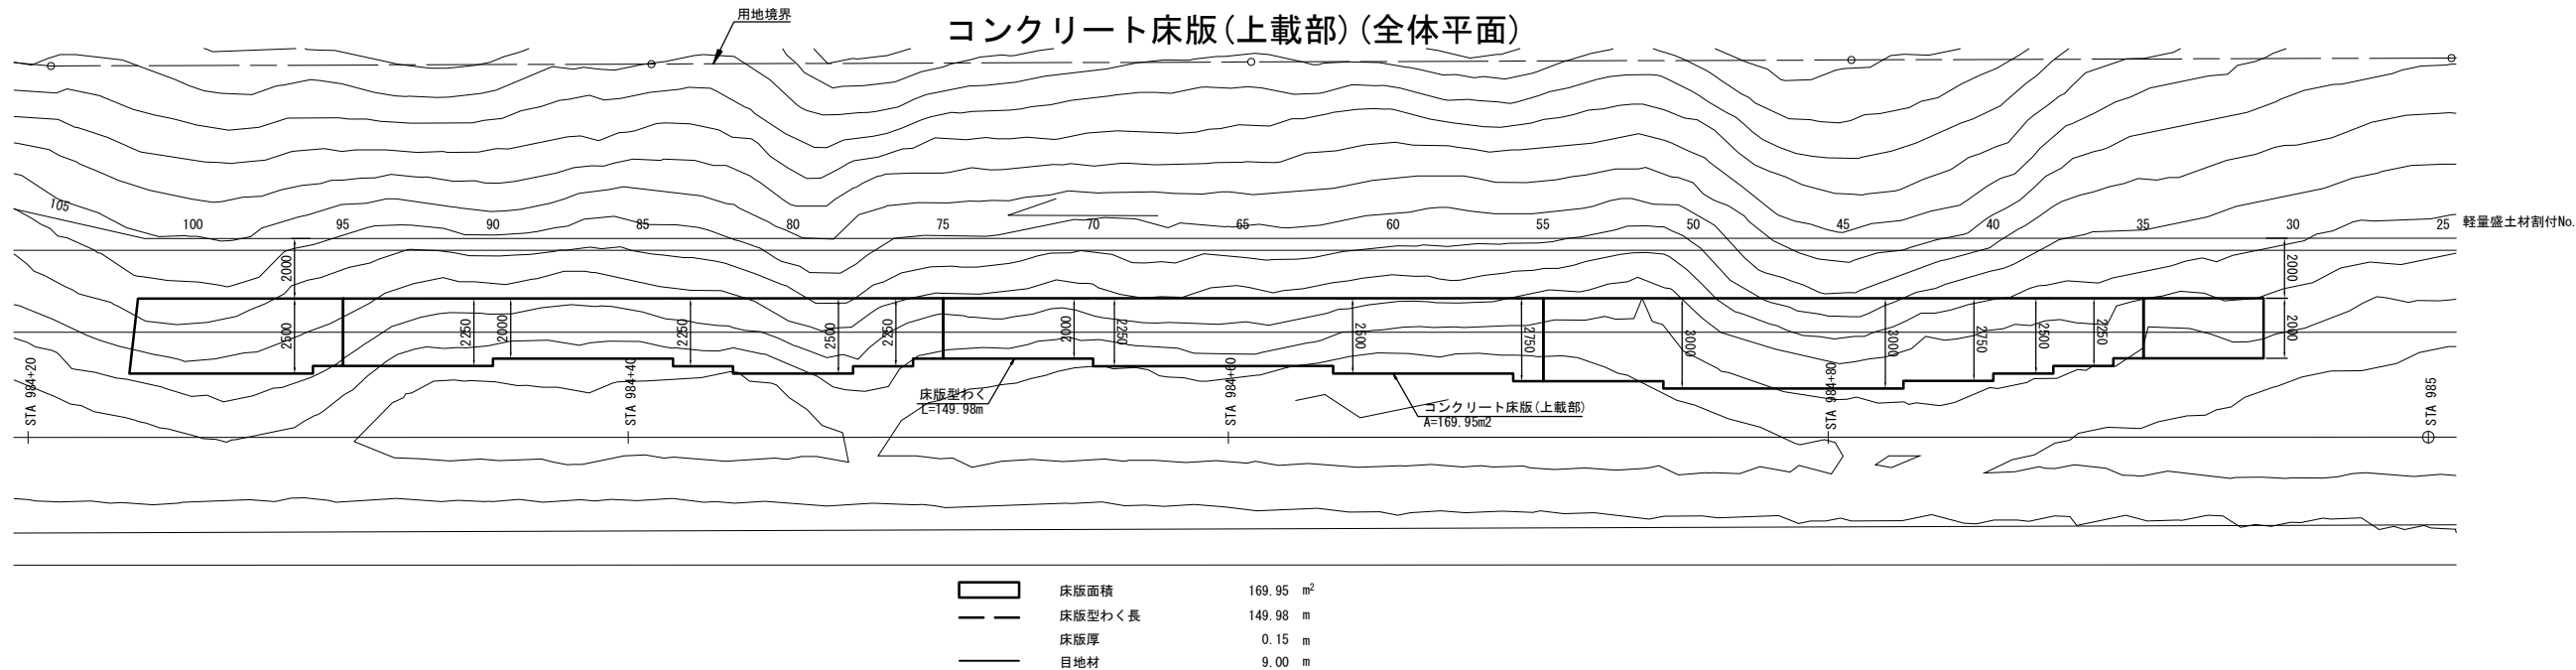 コンクリート床版(上載部)(全体平面)
用地境界
105
100
95
90
85
80
75
70
65
60
55
50
45
40
35
30
25
軽量盛土材割付No.
2000
2000
2500
2250
2000
2250
2500
2250
2000
2250
2500
2750
3000
3000
2750
2500
2250
2000
STA 984+20
STA 984+40
STA 984+60
STA 984+80
STA 985
床版型わく
L=149.98m
コンクリート床版(上載部)
A=169.95m2
床版面積 169.95 m²
床版型わく長 149.98 m
床版厚 0.15 m
目地材 9.00 m